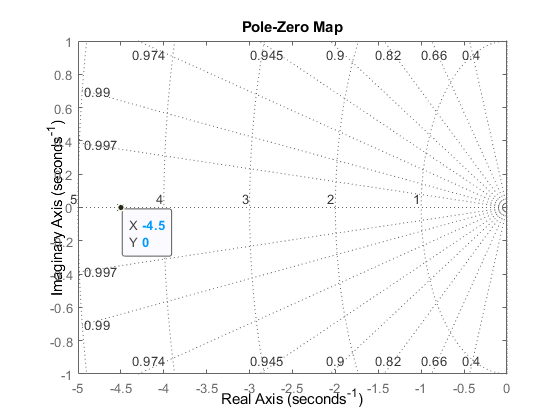 Pole-Zero Map
1
0.974 0.945 0.9 0.82 0.66 0.4
0.8
0.99
0.6
0.4
0.997
0.2
5 4 3 2 1
0
X -4.5
Y 0
-0.2
-0.4
0.997
-0.6
0.99
-0.8
0.974 0.945 0.9 0.82 0.66 0.4
-1
-5 -4.5 -4 -3.5 -3 -2.5 -2 -1.5 -1 -0.5 0
Real Axis (seconds-1)
Imaginary Axis (seconds-1)